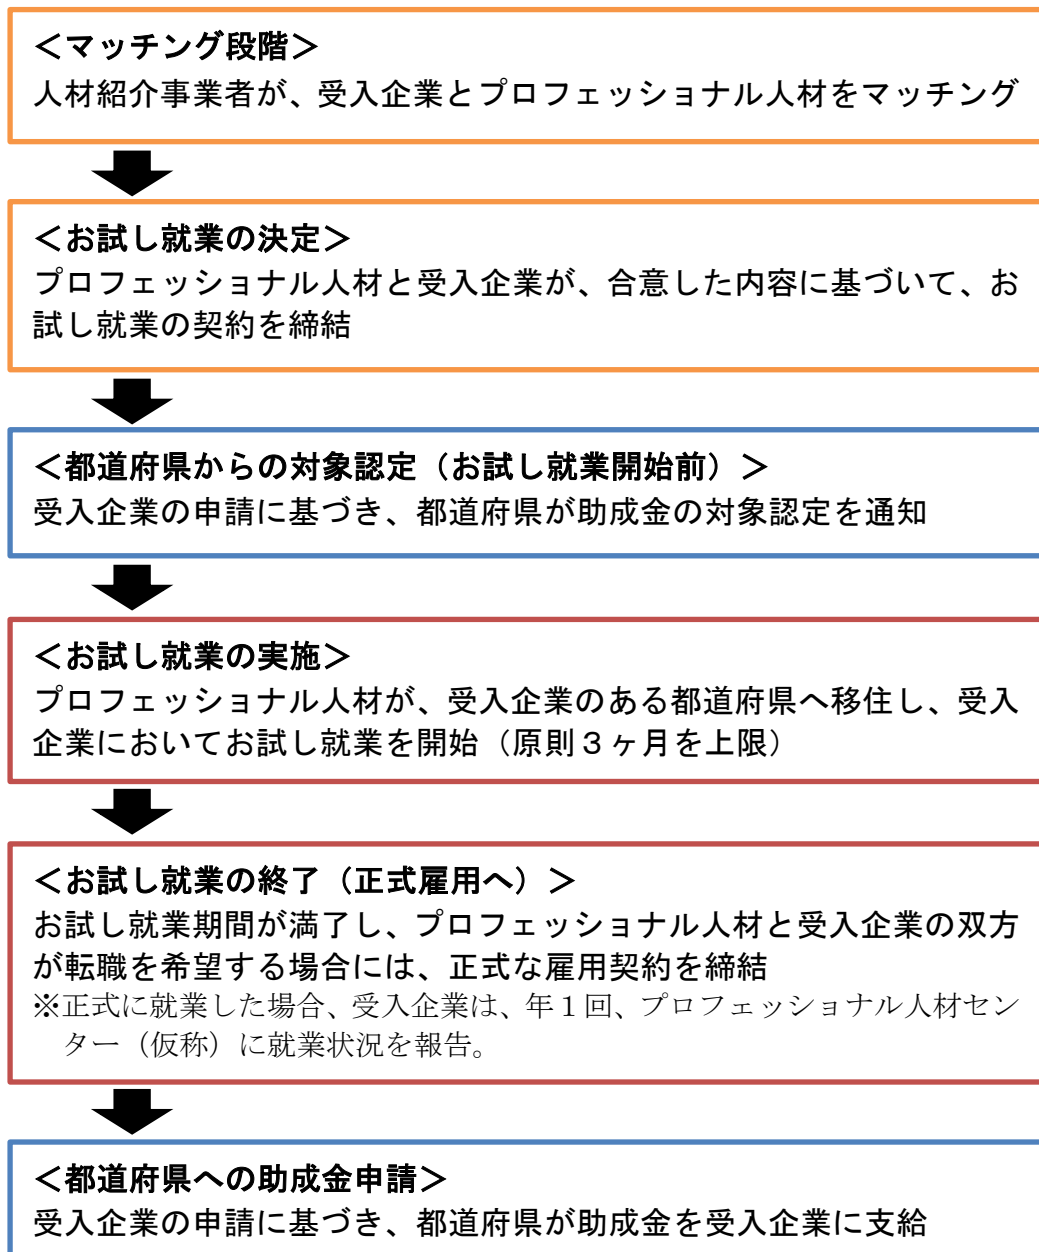 ＜マッチング段階＞
人材紹介事業者が、受入企業とプロフェッショナル人材をマッチング
＜お試し就業の決定＞
プロフェッショナル人材と受入企業が、合意した内容に基づいて、お
試し就業の契約を締結
＜都道府県からの対象認定（お試し就業開始前）＞
受入企業の申請に基づき、都道府県が助成金の対象認定を通知
＜お試し就業の実施＞
プロフェッショナル人材が、受入企業のある都道府県へ移住し、受入
企業においてお試し就業を開始（原則３ヶ月を上限）
＜お試し就業の終了（正式雇用へ）＞
お試し就業期間が満了し、プロフェッショナル人材と受入企業の双方
が転職を希望する場合には、正式な雇用契約を締結
※正式に就業した場合、受入企業は、年１回、プロフェッショナル人材セン
ター（仮称）に就業状況を報告。
＜都道府県への助成金申請＞
受入企業の申請に基づき、都道府県が助成金を受入企業に支給